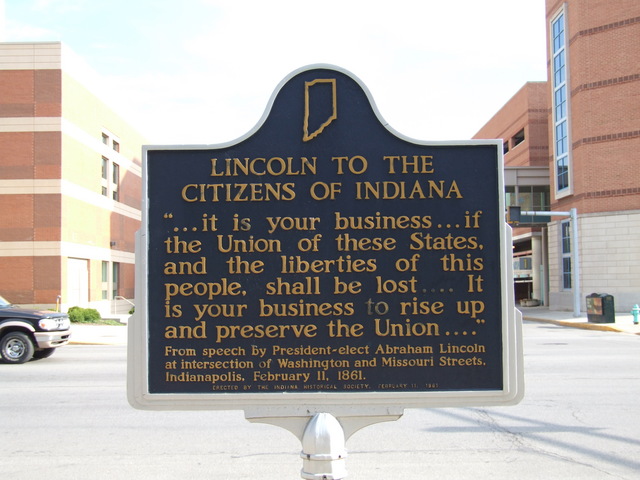 LINCOLN TO THE
CITIZENS OF INDIANA
"...it is your business...if
the Union of these States,
and the liberties of this
people, shall be lost.... It
is your business to rise up
and preserve the Union ...."
From speech by President-elect Abraham Lincoln
at intersection of Washington and Missouri Streets,
Indianapolis, February 11, 1861.
ERECTED BY THE INDIANA HISTORICAL SOCIETY, FEBRUARY 11,